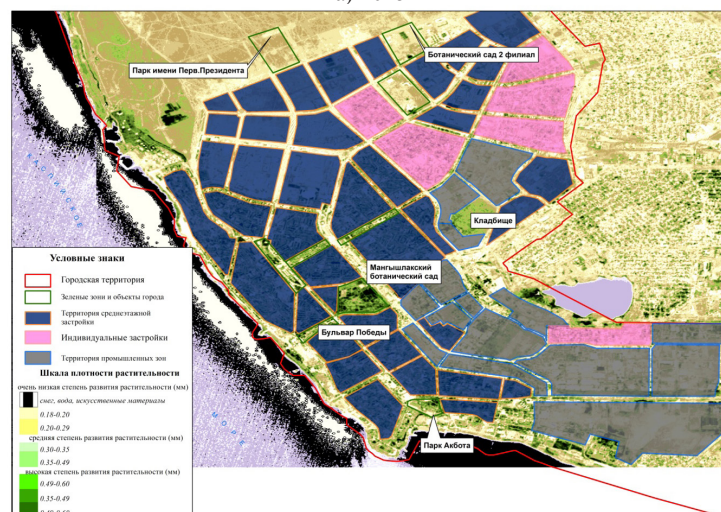 Парк имени Перв.Президента
Ботанический сад 2 филиал
Кладбище
Мангышлакский
ботанический сад
Бульвар Победы
Парк Акбота
КАСПИЙСКОЕ
МОРЕ
Условные знаки
Городская территория
Зеленые зоны и объекты города
Территория среднеэтажной
застройки
Индивидуальные застройки
Территория промышленных зон
Шкала плотности растительности
очень низкая степень развития растительности (мм)
снег, вода, искусственные материалы
0.18-0.20
0.20-0.29
средняя степень развития растительности (мм)
0.30-0.35
0.35-0.49
высокая степень развития растительности (мм)
0.49-0.60
0.35-0.49